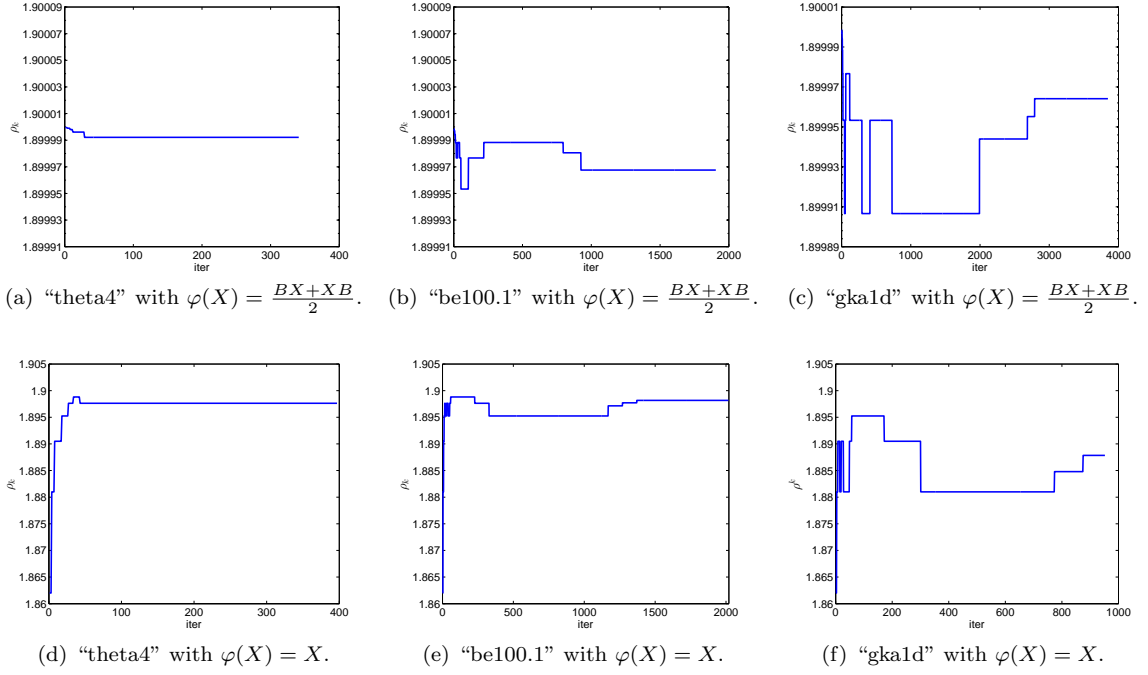 1.90009
1.90007
1.90005
1.90003
1.90001
1.89999
1.89997
1.89995
1.89993
1.89991
ρk
0 100 200 300 400
iter
(a) “theta4” with φ(X) = BX+XB/2.
1.90009
1.90007
1.90005
1.90003
1.90001
1.89999
1.89997
1.89995
1.89993
1.89991
ρk
0 500 1000 1500 2000
iter
(b) “be100.1” with φ(X) = BX+XB/2.
1.90001
1.89999
1.89997
1.89995
1.89993
1.89991
1.89989
ρk
0 1000 2000 3000 4000
iter
(c) “gka1d” with φ(X) = BX+XB/2.
1.905
1.9
1.895
1.89
1.885
1.88
1.875
1.87
1.865
1.86
ρk
0 100 200 300 400
iter
(d) “theta4” with φ(X) = X.
1.905
1.9
1.895
1.89
1.885
1.88
1.875
1.87
1.865
1.86
ρk
0 500 1000 1500 2000
iter
(e) “be100.1” with φ(X) = X.
1.905
1.9
1.895
1.89
1.885
1.88
1.875
1.87
1.865
1.86
ρk
0 200 400 600 800 1000
iter
(f) “gka1d” with φ(X) = X.